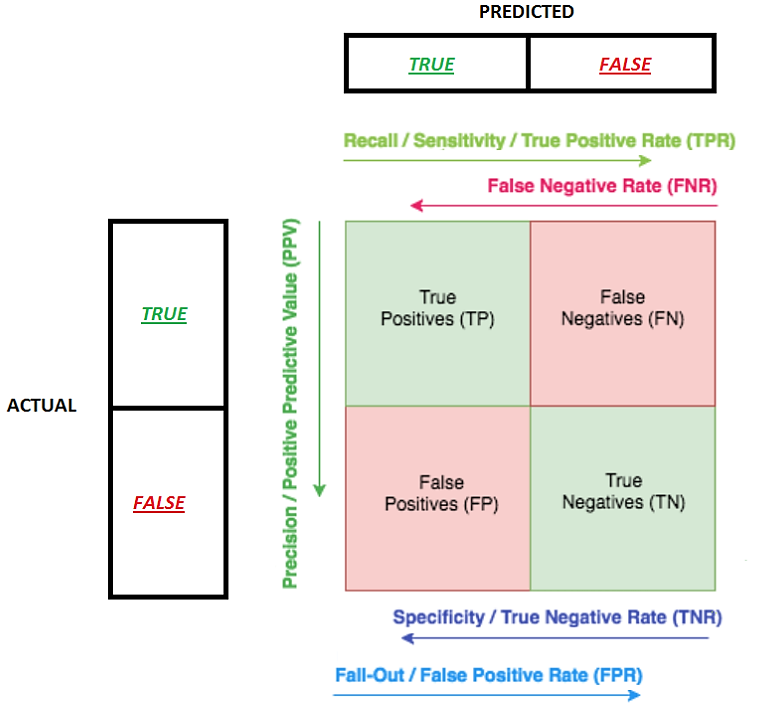 PREDICTED
TRUE
FALSE
Recall / Sensitivity / True Positive Rate (TPR)
False Negative Rate (FNR)
Precision / Positive Predictive Value (PPV)
ACTUAL
TRUE
FALSE
True
Positives (TP)
False
Negatives (FN)
False
Positives (FP)
True
Negatives (TN)
Specificity / True Negative Rate (TNR)
Fall-Out / False Positive Rate (FPR)